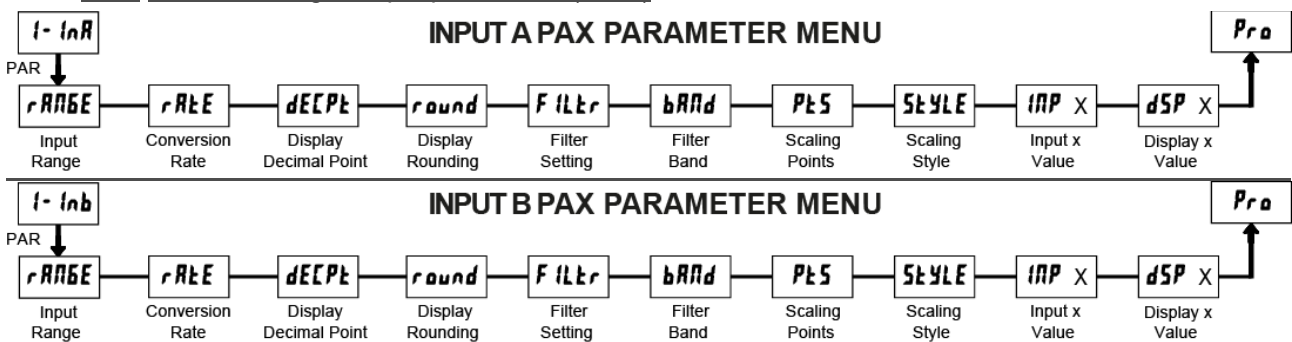 1-InA
INPUT A PAX PARAMETER MENU
Pro
PAR
rANGE rAtE dECPt round FILtr bANd PtS StYLE INP X dSP X
Input Conversion Display Display Filter Filter Scaling Scaling Input x Display x
Range Rate Decimal Point Rounding Setting Band Points Style Value Value
1-Inb
INPUT B PAX PARAMETER MENU
Pro
PAR
rANGE rAtE dECPt round FILtr bANd PtS StYLE INP X dSP X
Input Conversion Display Display Filter Filter Scaling Scaling Input x Display x
Range Rate Decimal Point Rounding Setting Band Points Style Value Value